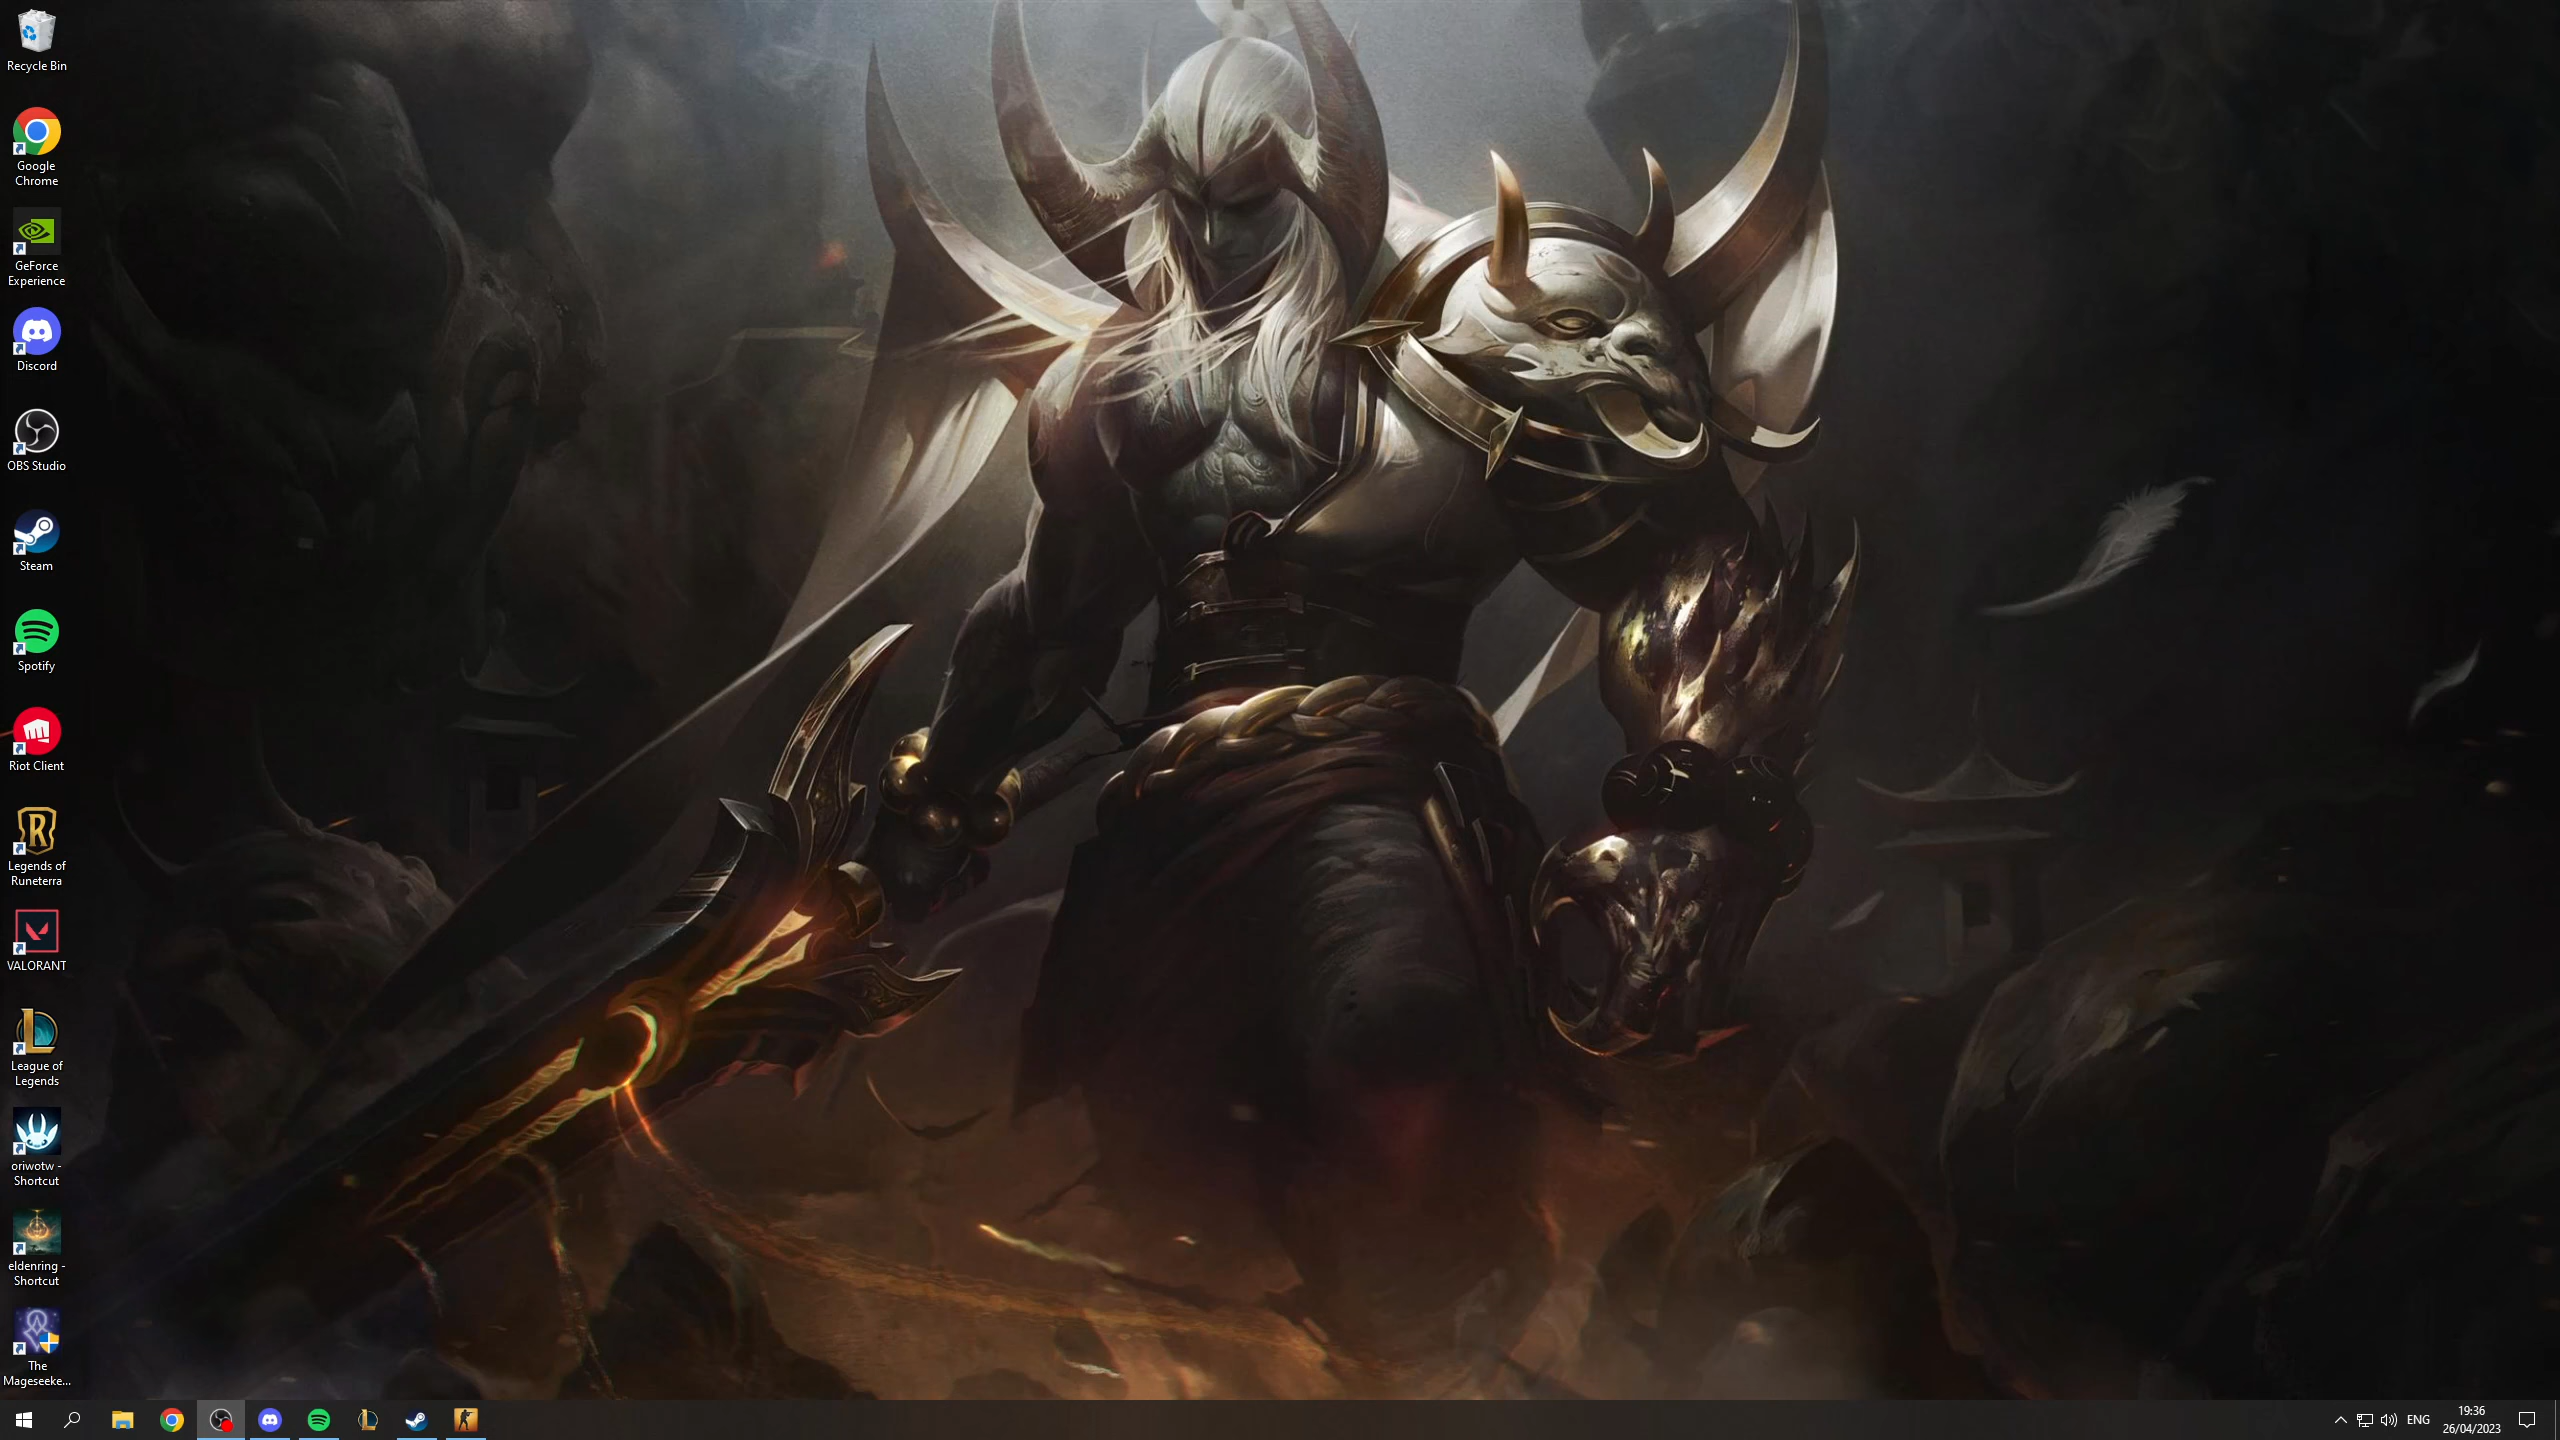 Recycle Bin
Google
Chrome
GeForce
Experience
Discord
OBS Studio
Steam
Spotify
Riot Client
Legends of
Runeterra
VALORANT
League of
Legends
oriwotw -
Shortcut
eldenring -
Shortcut
The
Mageseeke...
ENG
19:36
26/04/2023